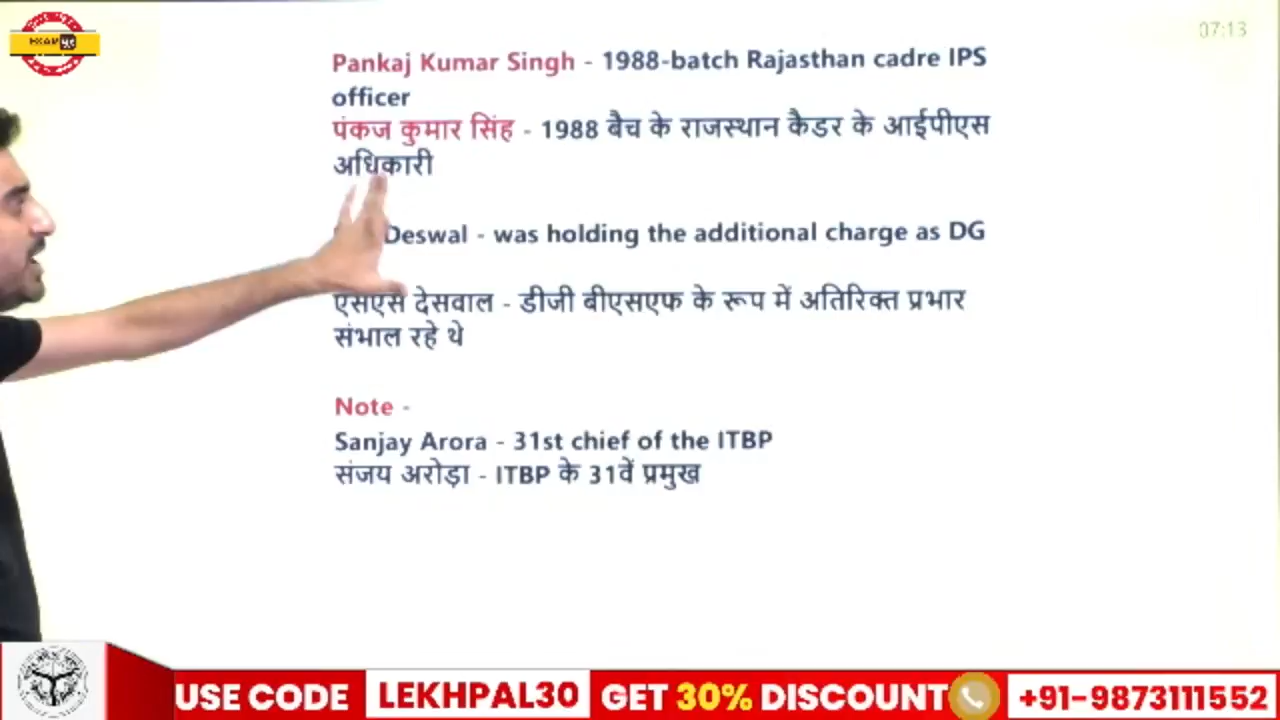 07:13
Pankaj Kumar Singh - 1988-batch Rajasthan cadre IPS
officer
पंकज कुमार सिंह - 1988 बैच के राजस्थान कैडर के आईपीएस
अधिकारी
Deswal - was holding the additional charge as DG
एसएस देसवाल - डीजी बीएसएफ के रूप में अतिरिक्त प्रभार
संभाल रहे थे
Note -
Sanjay Arora - 31st chief of the ITBP
संजय अरोड़ा - ITBP के 31वें प्रमुख
USE CODE LEKHPAL30 GET 30% DISCOUNT +91-9873111552